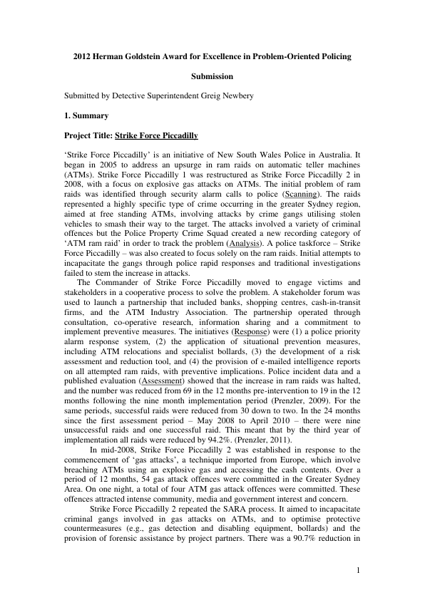 2012 Herman Goldstein Award for Excellence in Problem-Oriented Policing
Submission
Submitted by Detective Superintendent Greig Newbery
1. Summary
Project Title: Strike Force Piccadilly
‘Strike Force Piccadilly’ is an initiative of New South Wales Police in Australia. It
began in 2005 to address an upsurge in ram raids on automatic teller machines
(ATMs). Strike Force Piccadilly 1 was restructured as Strike Force Piccadilly 2 in
2008, with a focus on explosive gas attacks on ATMs. The initial problem of ram
raids was identified through security alarm calls to police (Scanning). The raids
represented a highly specific type of crime occurring in the greater Sydney region,
aimed at free standing ATMs, involving attacks by crime gangs utilising stolen
vehicles to smash their way to the target. The attacks involved a variety of criminal
offences but the Property Crime Squad created a new recording category of
‘ATM ram raid’ in order to track the problem (Analysis). A police taskforce – Strike
Force Piccadilly – was also created to focus solely on the ram raids. Initial attempts to
incapacitate the gangs through police rapid responses and traditional investigations
failed to stem the increase in attacks.
The Commander of Strike Force Piccadilly moved to engage victims and
stakeholders in a cooperative process to solve the problem. A stakeholder forum was
used to launch a partnership that included banks, shopping centres, cash-in-transit
firms, and the ATM Industry Association. The partnership operated through
consultation, co-operative research, information sharing and a commitment to
implement preventive measures. The initiatives (Response) were (1) a police priority
alarm response system, (2) the application of situational prevention measures,
including ATM relocations and specialist bollards, (3) the development of a risk
assessment and reduction tool, and (4) the provision of e-mailed intelligence reports
on all attempted ram raids, with preventive implications. Police incident data and a
published evaluation (Assessment) showed that the increase in ram raids was halted,
and the number was reduced from 69 in the 12 months pre-intervention to 19 in the 12
months following the nine month implementation period (Prenzler, 2009). For the
same periods, successful raids were reduced from 30 down to two. In the 24 months
since the first assessment period – May 2008 to April 2010 – there were nine
unsuccessful raids and one successful raid. This meant that by the third year of
implementation all raids were reduced by 94.2%. (Prenzler, 2011).
In mid-2008, Strike Force Piccadilly 2 was established in response to the
commencement of ‘gas attacks’, a technique imported from Europe, which involve
breaching ATMs using an explosive gas and accessing the cash contents. Over a
period of 12 months, 54 gas attack offences were committed in the Greater Sydney
Area. On one night, a total of four ATM gas attack offences were committed. These
offences attracted intense community, media and government interest and concern.
Strike Force Piccadilly 2 repeated the SARA process. It aimed to incapacitate
criminal gangs involved in gas attacks on ATMs, and to optimise protective
countermeasures (e.g., gas detection and disabling equipment, bollards) and the
provision of forensic assistance by project partners. There was a 90.7% reduction in
1